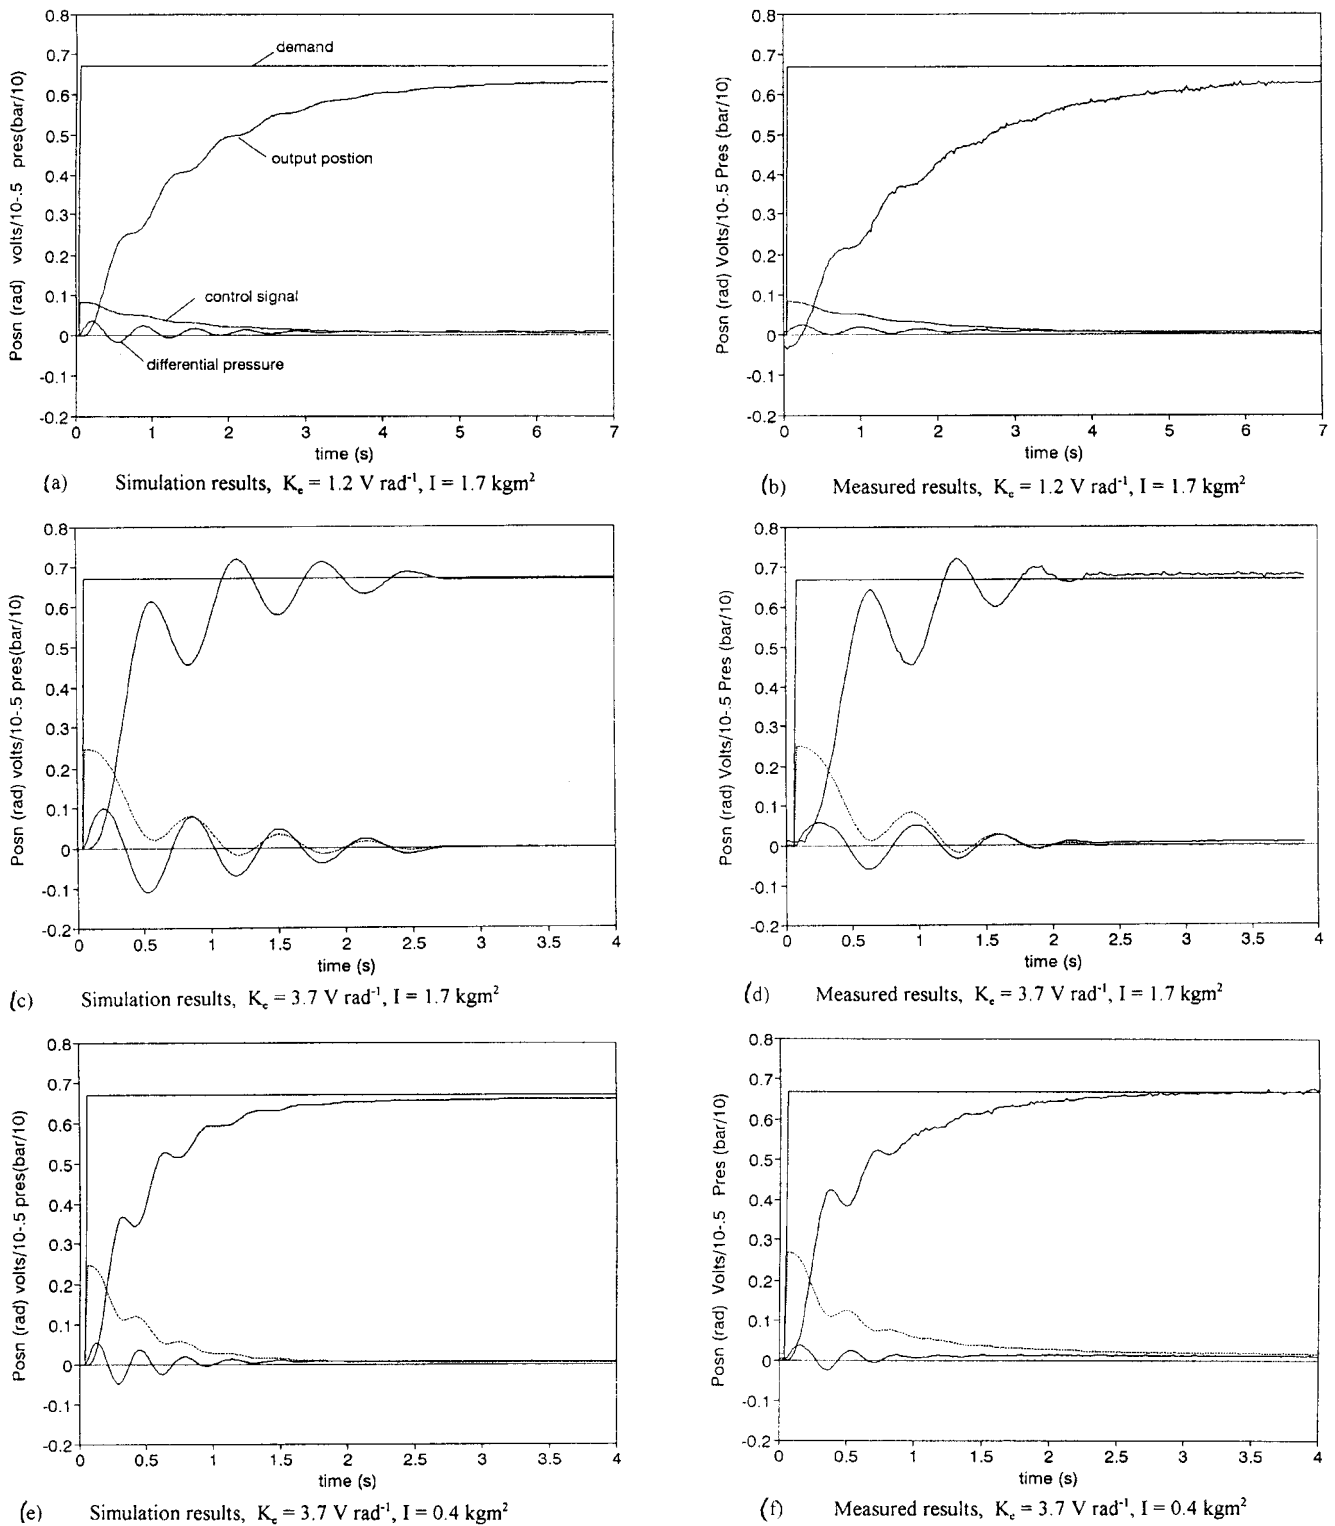 Posn (rad) volts/10-.5 pres(bar/10)
0.8
0.7
0.6
0.5
0.4
0.3
0.2
0.1
0
-0.1
-0.2
demand
output postion
control signal
differential pressure
0 1 2 3 4 5 6 7
time (s)
(a) Simulation results, Ke = 1.2 V rad-1, I = 1.7 kgm2
Posn (rad) Volts/10-.5 Pres (bar/10)
0.8
0.7
0.6
0.5
0.4
0.3
0.2
0.1
0
-0.1
-0.2
0 1 2 3 4 5 6 7
time (s)
(b) Measured results, Ke = 1.2 V rad-1, I = 1.7 kgm2
Posn (rad) volts/10-.5 pres(bar/10)
0.8
0.7
0.6
0.5
0.4
0.3
0.2
0.1
0
-0.1
-0.2
0 0.5 1 1.5 2 2.5 3 3.5 4
time (s)
(c) Simulation results, Ke = 3.7 V rad-1, I = 1.7 kgm2
Posn (rad) Volts/10-.5 Pres (bar/10)
0.8
0.7
0.6
0.5
0.4
0.3
0.2
0.1
0
-0.1
-0.2
0 0.5 1 1.5 2 2.5 3 3.5 4
time (s)
(d) Measured results, Ke = 3.7 V rad-1, I = 1.7 kgm2
Posn (rad) volts/10-.5 pres(bar/10)
0.8
0.7
0.6
0.5
0.4
0.3
0.2
0.1
0
-0.1
-0.2
0 0.5 1 1.5 2 2.5 3 3.5 4
time (s)
(e) Simulation results, Ke = 3.7 V rad-1, I = 0.4 kgm2
Posn (rad) Volts/10-.5 Pres (bar/10)
0.8
0.7
0.6
0.5
0.4
0.3
0.2
0.1
0
-0.1
-0.2
0 0.5 1 1.5 2 2.5 3 3.5 4
time (s)
(f) Measured results, Ke = 3.7 V rad-1, I = 0.4 kgm2